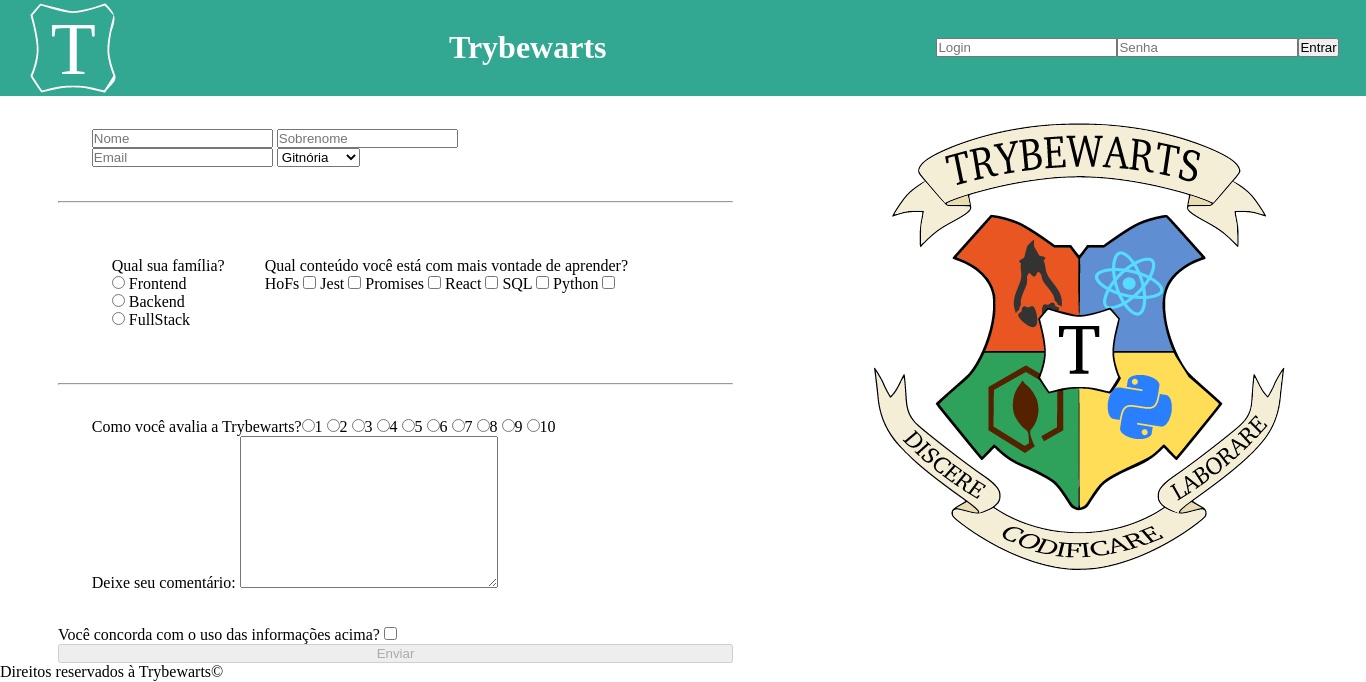 T
Trybewarts
Login Senha Entrar
Nome Sobrenome
Email Gitnória
Qual sua família?
Frontend
Backend
FullStack
Qual conteúdo você está com mais vontade de aprender?
HoFs Jest Promises React SQL Python
Como você avalia a Trybewarts? 1 2 3 4 5 6 7 8 9 10
Deixe seu comentário:
Você concorda com o uso das informações acima?
Enviar
TRYBEWARTS
T
DISCERE
CODIFICARE
LABORARE
Direitos reservados à Trybewarts©